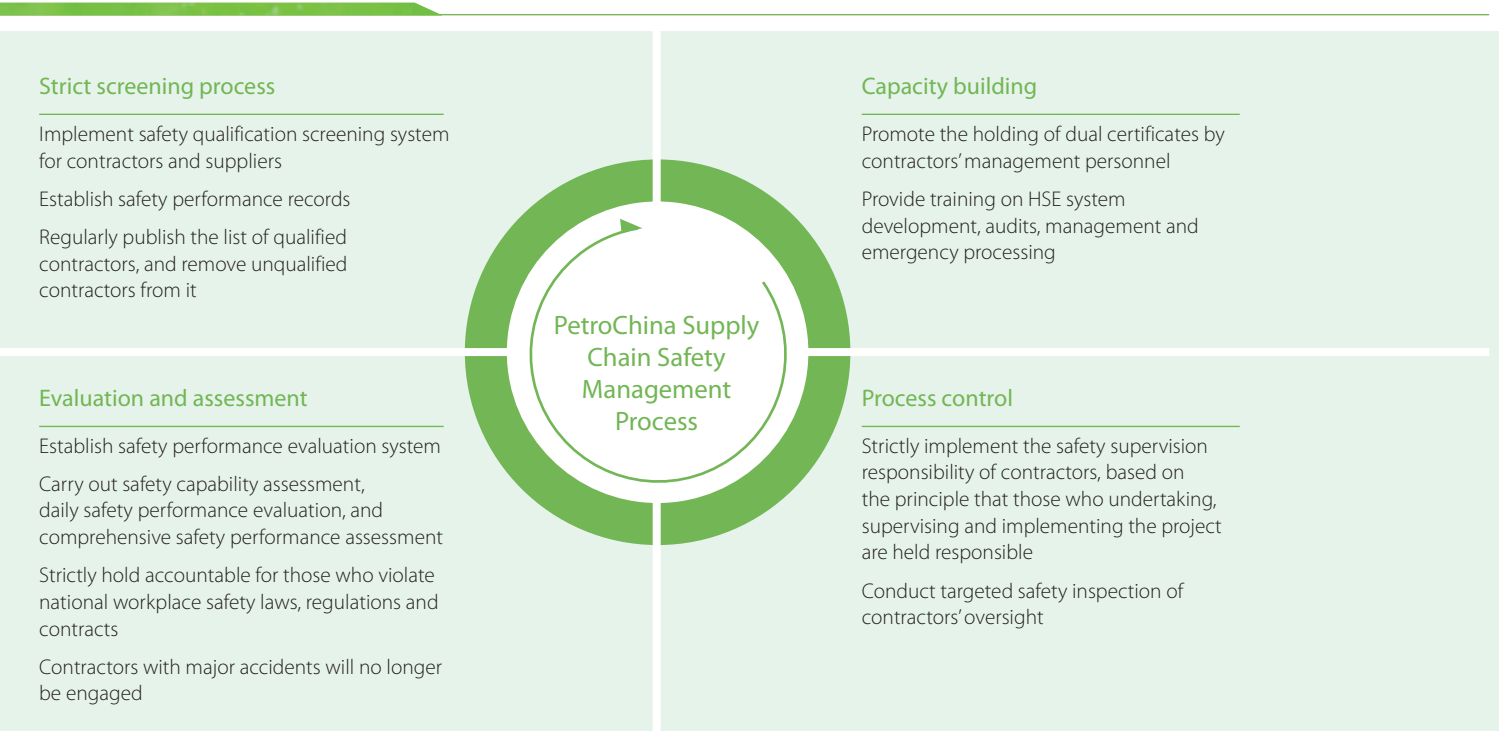 Strict screening process
Implement safety qualification screening system
for contractors and suppliers
Establish safety performance records
Regularly publish the list of qualified
contractors, and remove unqualified
contractors from it
Capacity building
Promote the holding of dual certificates by
contractors' management personnel
Provide training on HSE system
development, audits, management and
emergency processing
PetroChina Supply
Chain Safety
Management
Process
Evaluation and assessment
Establish safety performance evaluation system
Carry out safety capability assessment,
daily safety performance evaluation, and
comprehensive safety performance assessment
Strictly hold accountable for those who violate
national workplace safety laws, regulations and
contracts
Contractors with major accidents will no longer
be engaged
Process control
Strictly implement the safety supervision
responsibility of contractors, based on
the principle that those who undertaking,
supervising and implementing the project
are held responsible
Conduct targeted safety inspection of
contractors' oversight